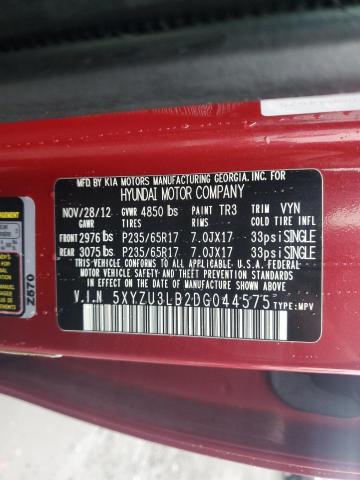 MFD. BY KIA MOTORS MANUFACTURING GEORGIA. INC. FOR
HYUNDAI MOTOR COMPANY
NOV/28/12 GVWR 4850 lbs PAINT TR3 TRIM VYN
GAWR TIRES RIMS COLD TIRE INFL
FRONT 2976 lbs P235/65R17 7.0JX17 33psi SINGLE
REAR 3075 lbs P235/65R17 7.0JX17 33psi SINGLE
THIS VEHICLE CONFORMS TO ALL APPLICABLE U.S.A. FEDERAL
MOTOR VEHICLE SAFETY AND THEFT PREVENTION STANDARDS
IN EFFECT ON THE DATE OF MANUFACTURE SHOWN ABOVE.
V.I.N 5XYZU3LB2DG044575 TYPE: MPV
Z670